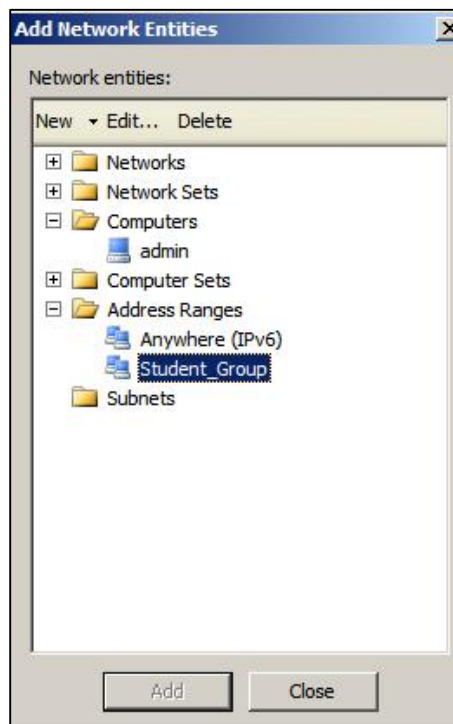 Add Network Entities
Network entities:
New Edit... Delete
Networks
Network Sets
Computers
admin
Computer Sets
Address Ranges
Anywhere (IPv6)
Student_Group
Subnets
Add Close